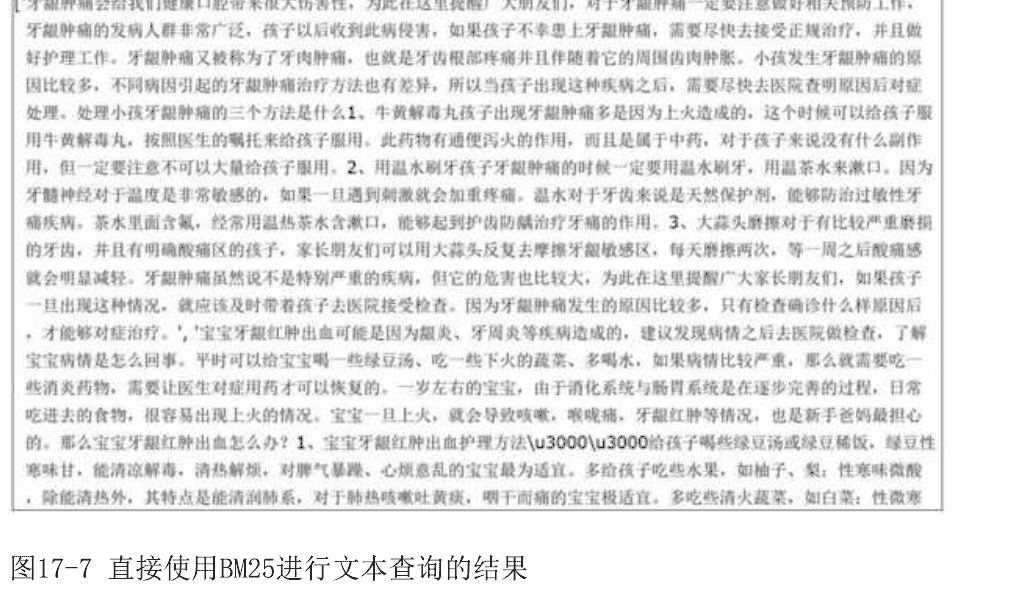 ['牙龈肿痛会给我们健康口腔带来很大伤害性，为此在这里提醒广大朋友们，对于牙龈肿痛一定要注意做好相关预防工作，
牙龈肿痛的发病人群非常广泛，孩子以后收到此病侵害，如果孩子不幸患上牙龈肿痛，需要尽快去接受正规治疗，并且做
好护理工作。牙龈肿痛又被称为了牙肉肿痛，也就是牙齿根部疼痛并且伴随着它的周围齿肉肿胀。小孩发生牙龈肿痛的原
因比较多，不同病因引起的牙龈肿痛治疗方法也有差异，所以当孩子出现这种疾病之后，需要尽快去医院查明原因后对症
处理。处理小孩牙龈肿痛的三个方法是什么1、牛黄解毒丸孩子出现牙龈肿痛多是因为上火造成的，这个时候可以给孩子服
用牛黄解毒丸，按照医生的嘱托来给孩子服用。此药物有通便泻火的作用，而且是属于中药，对于孩子来说没有什么副作
用，但一定要注意不可以大量给孩子服用。2、用温水刷牙孩子牙龈肿痛的时候一定要用温水刷牙，用温茶水来漱口。因为
牙髓神经对于温度是非常敏感的，如果一旦遇到刺激就会加重疼痛。温水对于牙齿来说是天然保护剂，能够防治过敏性牙
痛疾病。茶水里面含氟，经常用温热茶水含漱口，能够起到护齿防龋治疗牙痛的作用。3、大蒜头磨擦对于有比较严重磨损
的牙齿，并且有明确酸痛区的孩子，家长朋友们可以用大蒜头反复去摩擦牙龈敏感区，每天磨擦两次，等一周之后酸痛感
就会明显减轻。牙龈肿痛虽然说不是特别严重的疾病，但它的危害也比较大，为此在这里提醒广大家长朋友们，如果孩子
一旦出现这种情况，就应该及时带着孩子去医院接受检查。因为牙龈肿痛发生的原因比较多，只有检查确诊什么样原因后
，才能够对症治疗。','宝宝牙龈红肿出血可能是因为龈炎、牙周炎等疾病造成的，建议发现病情之后去医院做检查，了解
宝宝病情是怎么回事。平时可以给宝宝喝一些绿豆汤、吃一些下火的蔬菜、多喝水，如果病情比较严重，那么就需要吃一
些消炎药物，需要让医生对症用药才可以恢复的。一岁左右的宝宝，由于消化系统与肠胃系统是在逐步完善的过程，日常
吃进去的食物，很容易出现上火的情况。宝宝一旦上火，就会导致咳嗽，喉咙痛，牙龈红肿等情况，也是新手爸妈最担心
的。那么宝宝牙龈红肿出血怎么办？1、宝宝牙龈红肿出血护理方法\u3000\u3000给孩子喝些绿豆汤或绿豆稀饭，绿豆性
寒味甘，能清凉解毒，清热解烦，对脾气暴躁、心烦意乱的宝宝最为适宜。多给孩子吃些水果，如柚子、梨：性寒味微酸
，除能清热外，其特点是能清润肺系，对于肺热咳嗽吐黄痰，咽干而痛的宝宝极适宜。多吃些清火蔬菜，如白菜：性微寒
图17-7 直接使用BM25进行文本查询的结果